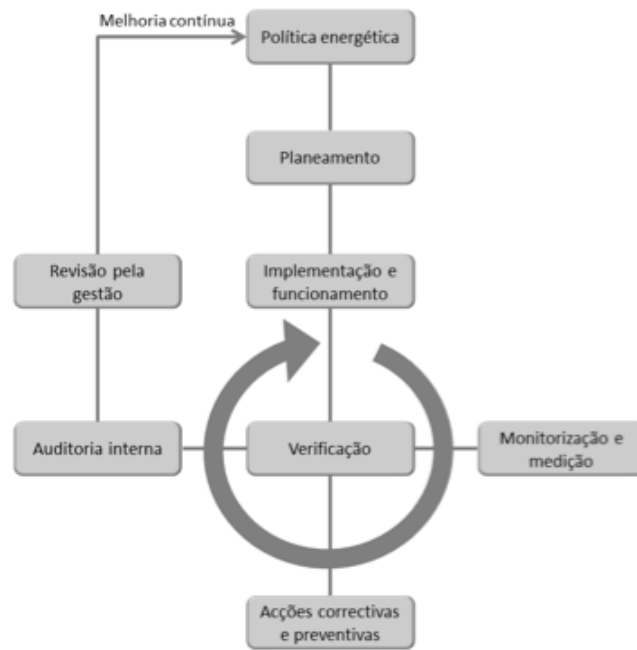 Melhoria contínua
Política energética
Planeamento
Revisão pela
gestão
Implementação e
funcionamento
Auditoria interna
Verificação
Monitorização e
medição
Acções correctivas
e preventivas